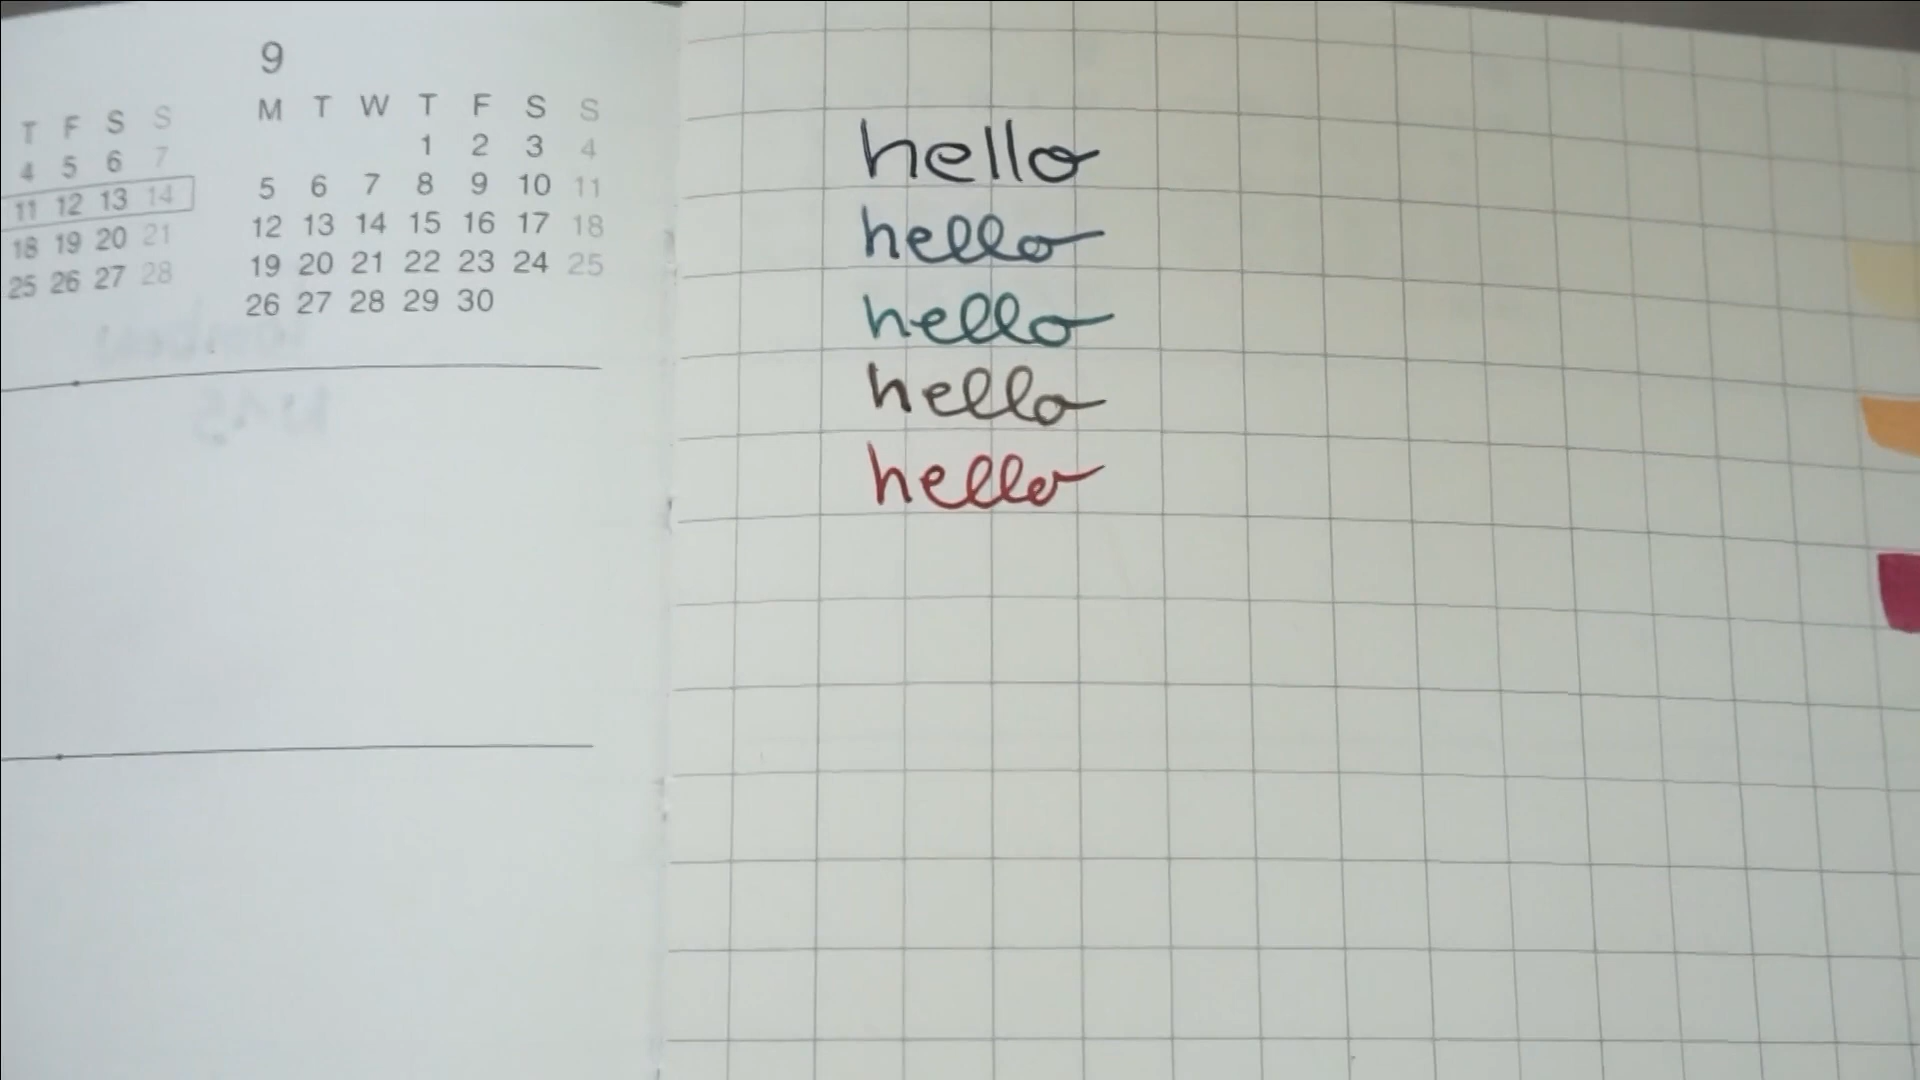 9
T F S S
4 5 6 7
11 12 13 14
18 19 20 21
25 26 27 28
M T W T F S S
1 2 3 4
5 6 7 8 9 10 11
12 13 14 15 16 17 18
19 20 21 22 23 24 25
26 27 28 29 30
hello
hello
hello
hello
hello